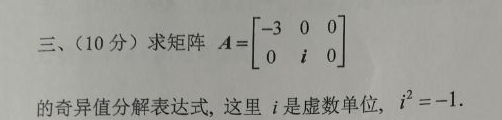 三、（10分）求矩阵 A = [ -3 0 0 ; 0 i 0 ]
的奇异值分解表达式, 这里 i 是虚数单位, i² = -1.